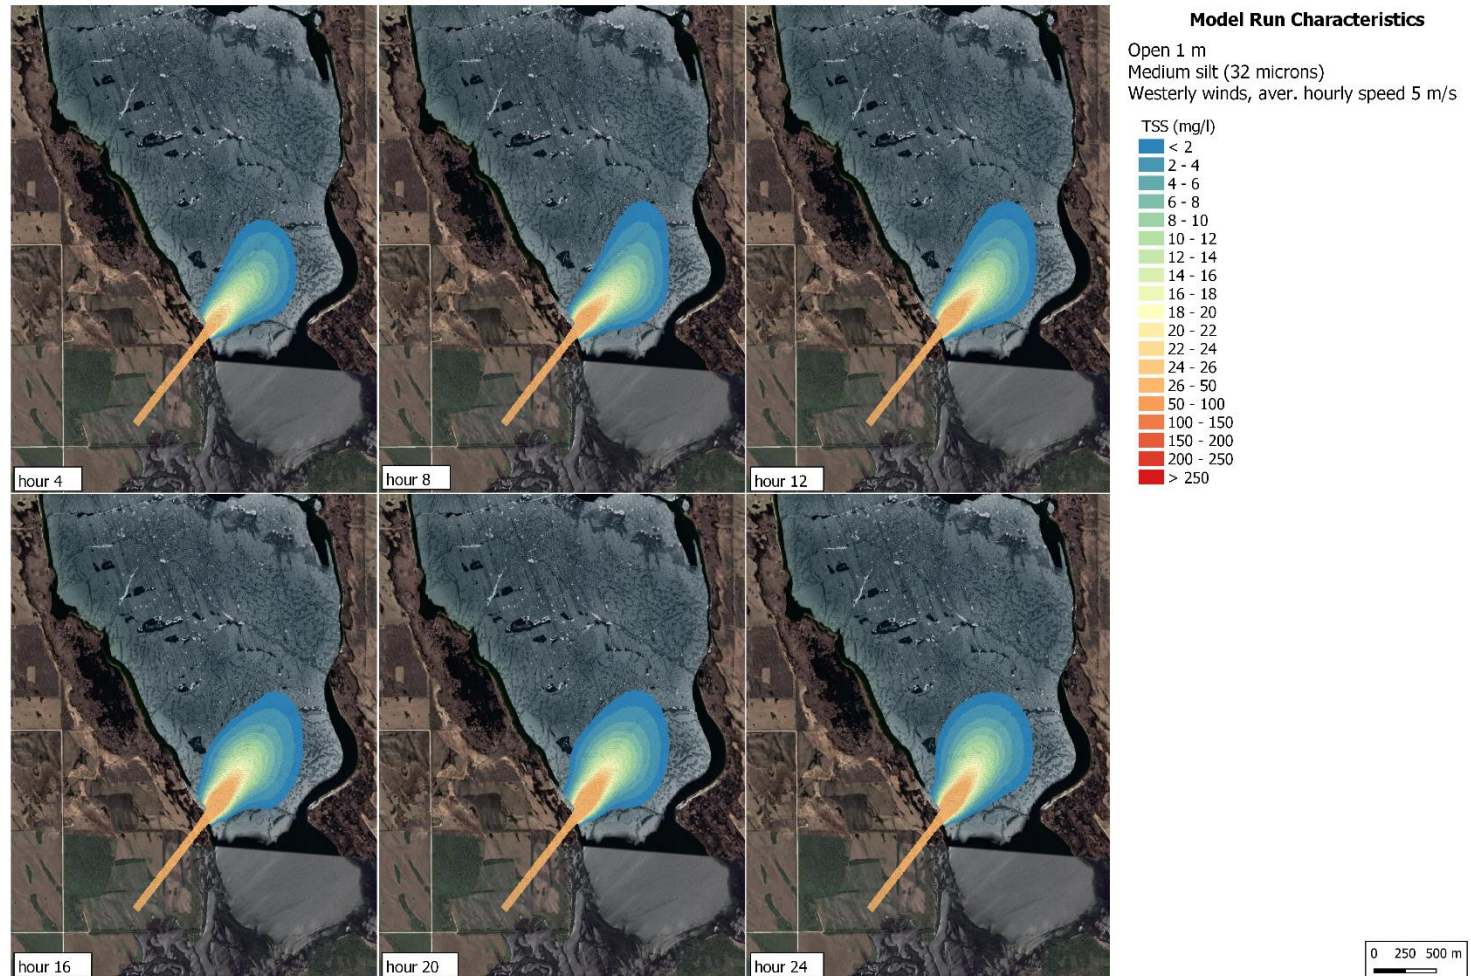 Model Run Characteristics
Open 1 m
Medium silt (32 microns)
Westerly winds, aver. hourly speed 5 m/s
TSS (mg/l)
< 2
2 - 4
4 - 6
6 - 8
8 - 10
10 - 12
12 - 14
14 - 16
16 - 18
18 - 20
20 - 22
22 - 24
24 - 26
26 - 50
50 - 100
100 - 150
150 - 200
200 - 250
> 250
hour 4
hour 8
hour 12
hour 16
hour 20
hour 24
0 250 500 m